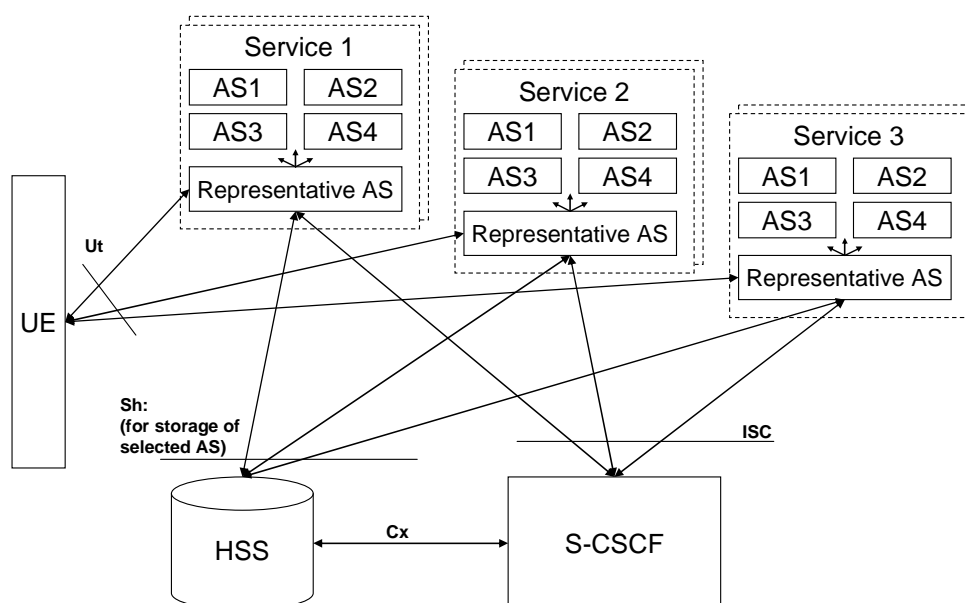 Service 1
AS1 AS2
AS3 AS4
Representative AS
Service 2
AS1 AS2
AS3 AS4
Representative AS
Service 3
AS1 AS2
AS3 AS4
Representative AS
Ut
UE
Sh:
(for storage of
selected AS)
ISC
HSS
Cx
S-CSCF